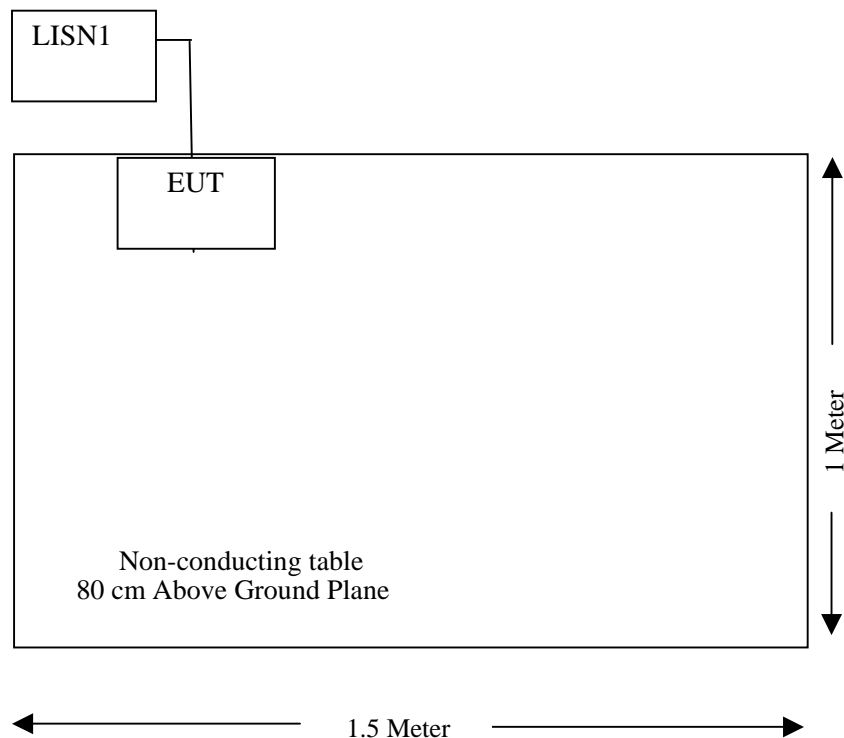 LISN1
EUT
1 Meter
Non-conducting table
80 cm Above Ground Plane
1.5 Meter